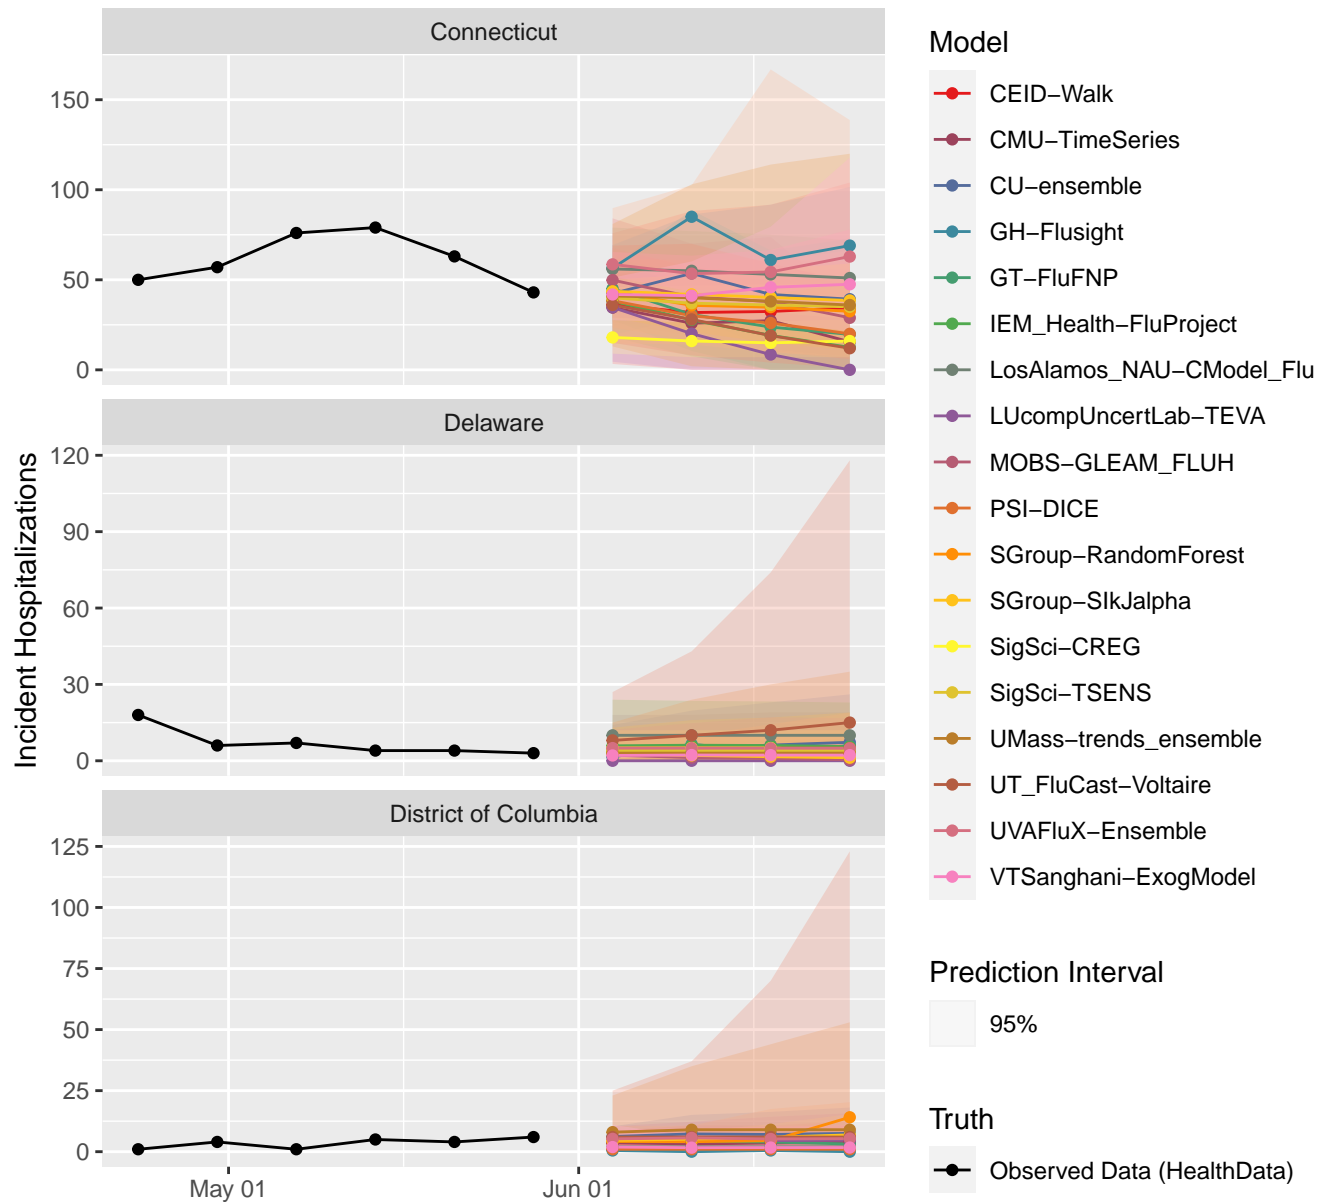 Connecticut
150
100
50
0
Delaware
120
90
60
30
0
District of Columbia
125
100
75
50
25
0
May 01
Jun 01
Incident Hospitalizations
Model
CEID−Walk
CMU−TimeSeries
CU−ensemble
GH−Flusight
GT−FluFNP
IEM_Health−FluProject
LosAlamos_NAU−CModel_Flu
LUcompUncertLab−TEVA
MOBS−GLEAM_FLUH
PSI−DICE
SGroup−RandomForest
SGroup−SIkJalpha
SigSci−CREG
SigSci−TSENS
UMass−trends_ensemble
UT_FluCast−Voltaire
UVAFluX−Ensemble
VTSanghani−ExogModel
Prediction Interval
95%
Truth
Observed Data (HealthData)